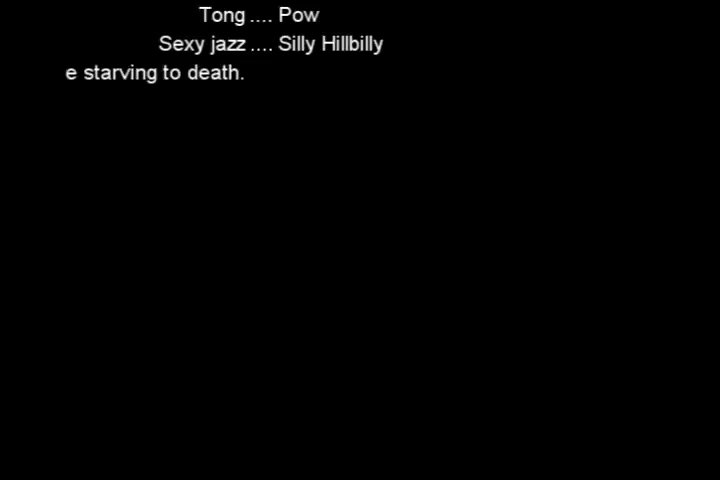 Tong .... Pow
Sexy jazz .... Silly Hillbilly
e starving to death.